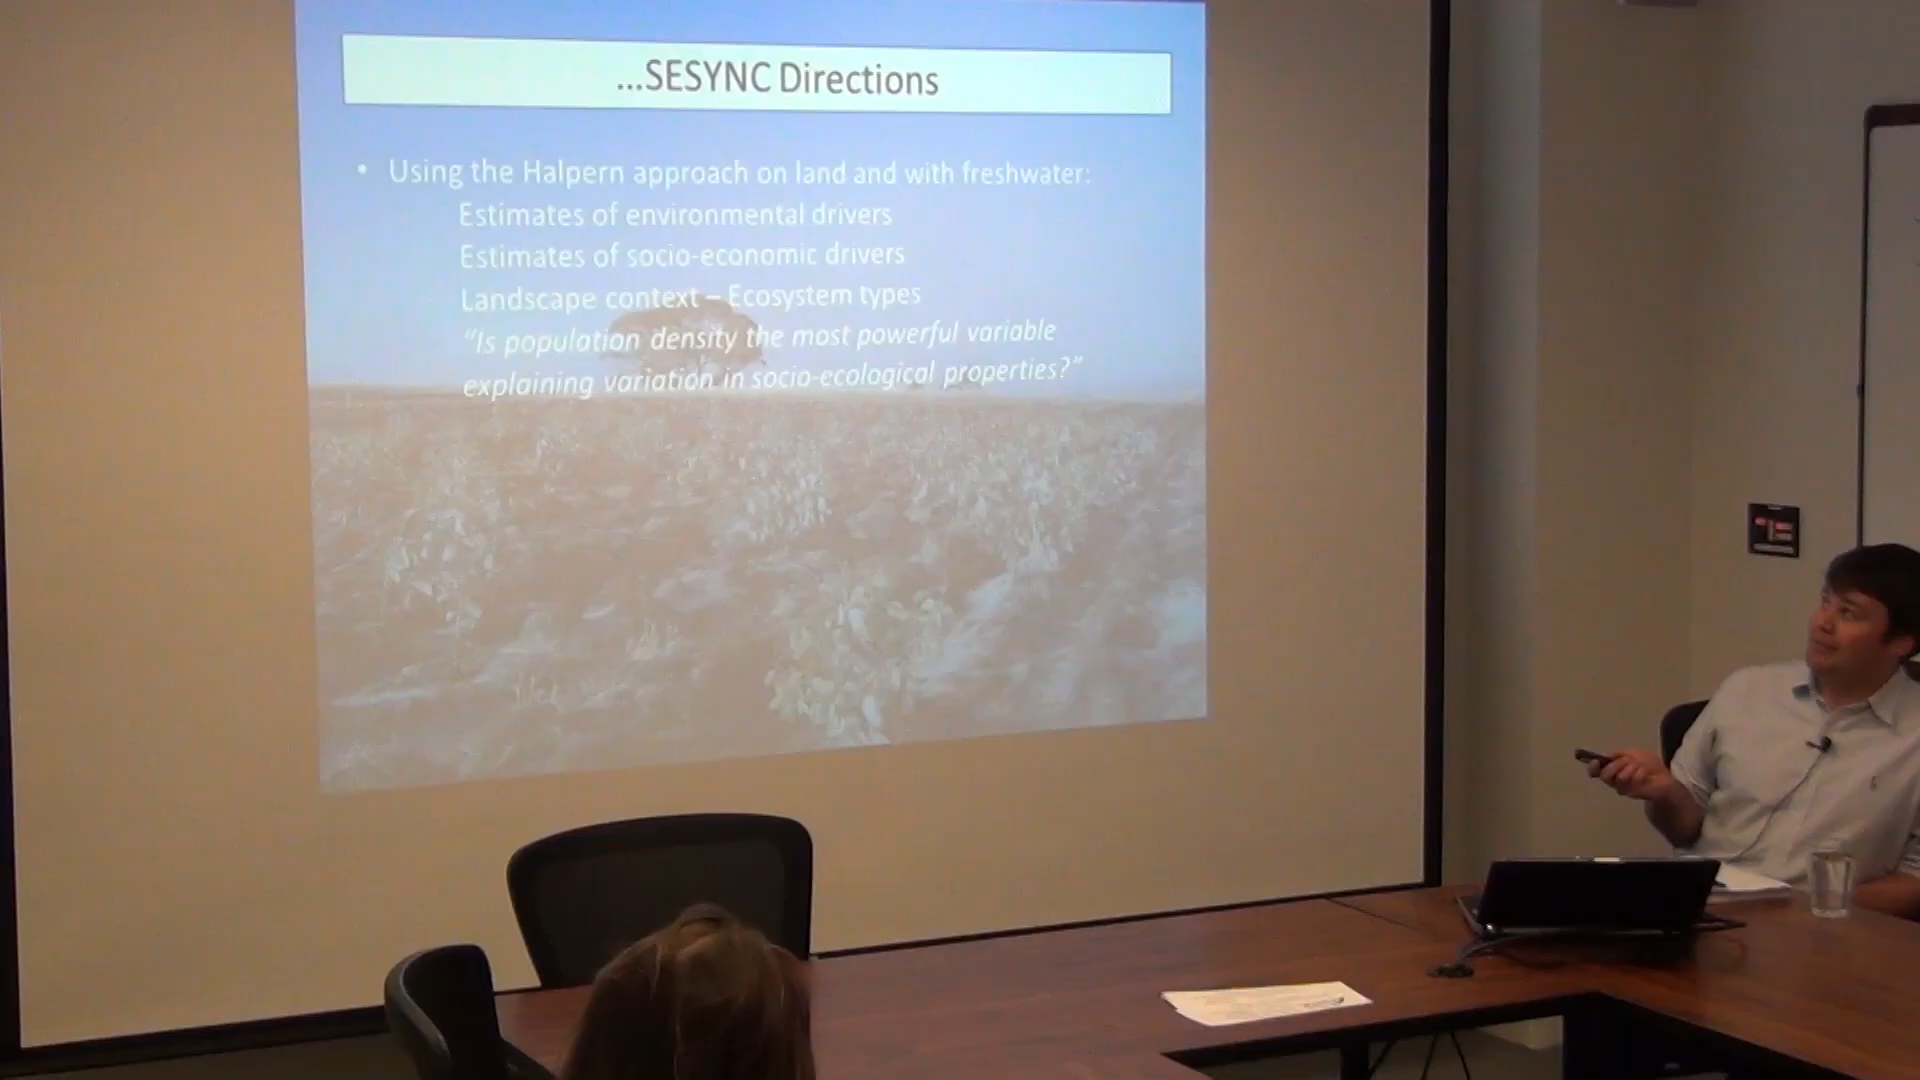 ...SESYNC Directions
• Using the Halpern approach on land and with freshwater:
Estimates of environmental drivers
Estimates of socio-economic drivers
Landscape context – Ecosystem types
“Is population density the most powerful variable
explaining variation in socio-ecological properties?”